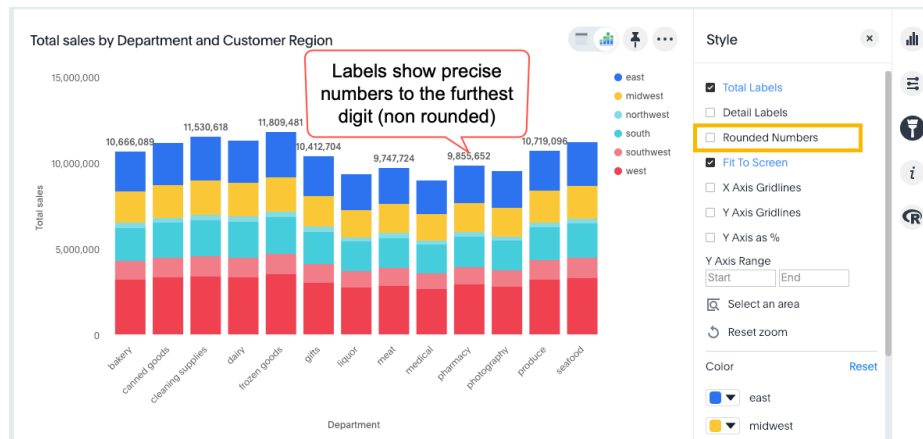 Total sales by Department and Customer Region
Labels show precise
numbers to the furthest
digit (non rounded)
15,000,000
10,000,000
5,000,000
0
Total sales
10,666,089
11,530,618
11,809,481
10,412,704
9,747,724
9,855,652
10,719,096
bakery
canned goods
cleaning supplies
dairy
frozen goods
gifts
liquor
meat
medical
pharmacy
photography
produce
seafood
Department
east
midwest
northwest
south
southwest
west
Style
Total Labels
Detail Labels
Rounded Numbers
Fit To Screen
X Axis Gridlines
Y Axis Gridlines
Y Axis as %
Y Axis Range
Start End
Select an area
Reset zoom
Color Reset
east
midwest
i
R